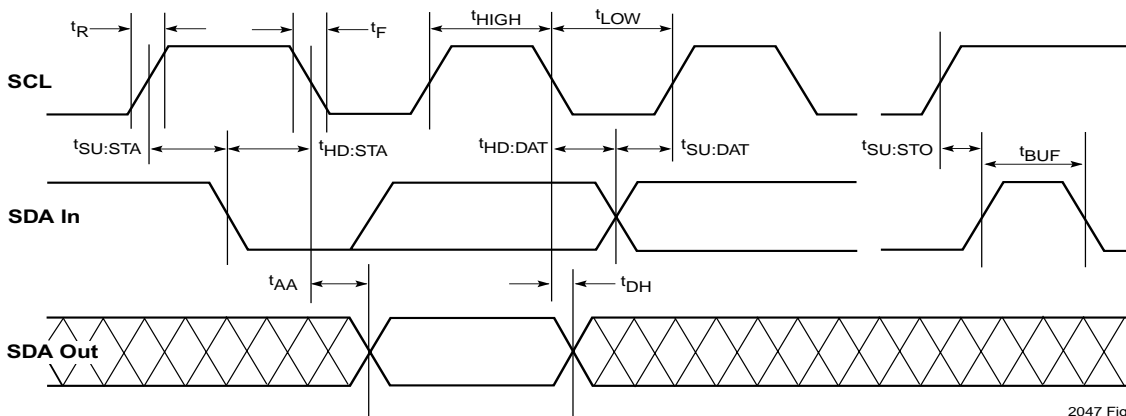 tR
tF
tHIGH
tLOW
SCL
tSU:STA
tHD:STA
tHD:DAT
tSU:DAT
tSU:STO
tBUF
SDA In
tAA
tDH
SDA Out
2047 Fig